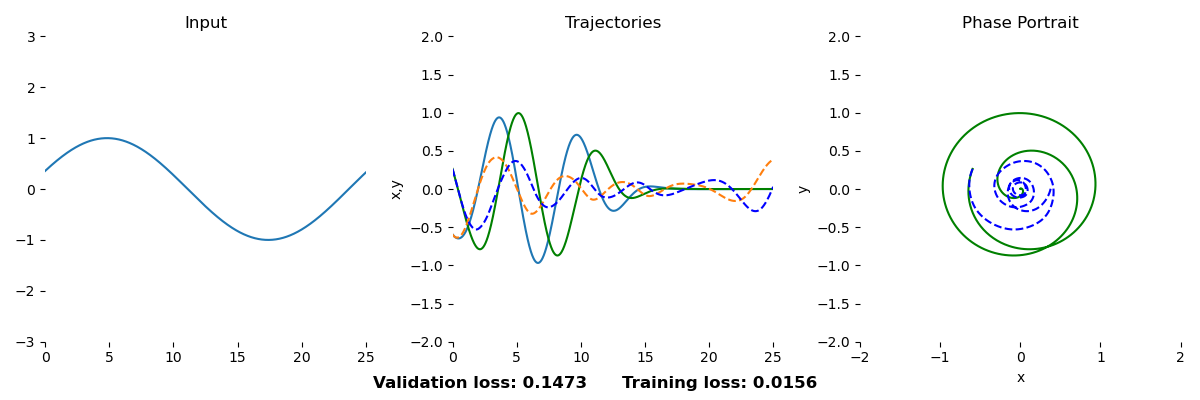 Input
3
2
1
0
−1
−2
−3
0 5 10 15 20 25
Trajectories
x,y
2.0
1.5
1.0
0.5
0.0
−0.5
−1.0
−1.5
−2.0
0 5 10 15 20 25
Phase Portrait
y
2.0
1.5
1.0
0.5
0.0
−0.5
−1.0
−1.5
−2.0
−2 −1 0 1 2
x
Validation loss: 0.1473 Training loss: 0.0156